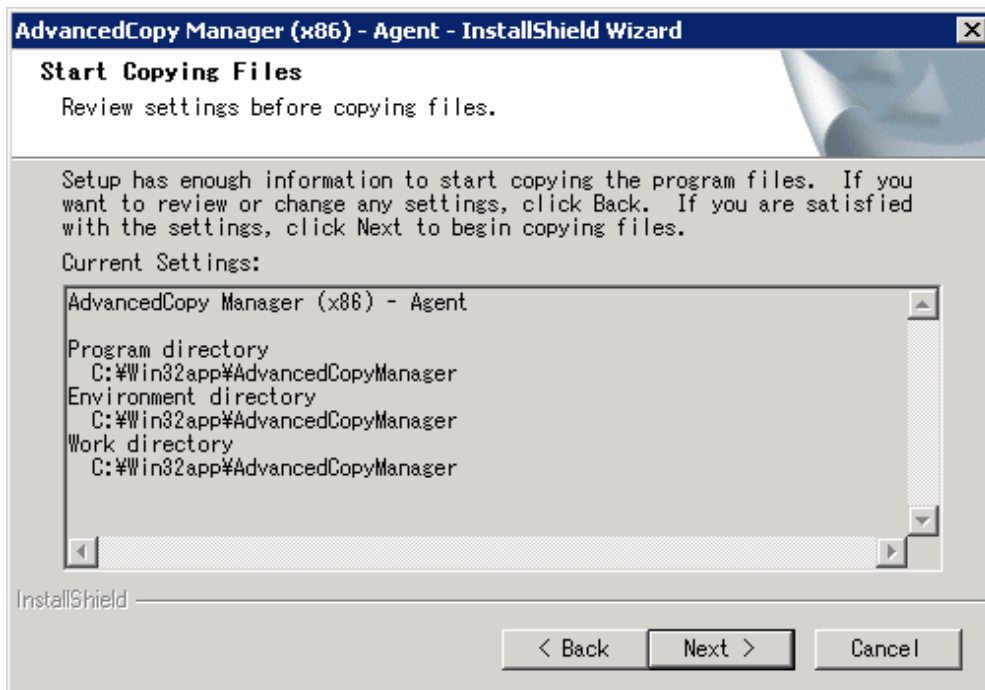 AdvancedCopy Manager (x86) - Agent - InstallShield Wizard
Start Copying Files
Review settings before copying files.
Setup has enough information to start copying the program files.  If you
want to review or change any settings, click Back.  If you are satisfied
with the settings, click Next to begin copying files.
Current Settings:
AdvancedCopy Manager (x86) - Agent
Program directory
C:¥Win32app¥AdvancedCopyManager
Environment directory
C:¥Win32app¥AdvancedCopyManager
Work directory
C:¥Win32app¥AdvancedCopyManager
InstallShield
< Back Next > Cancel